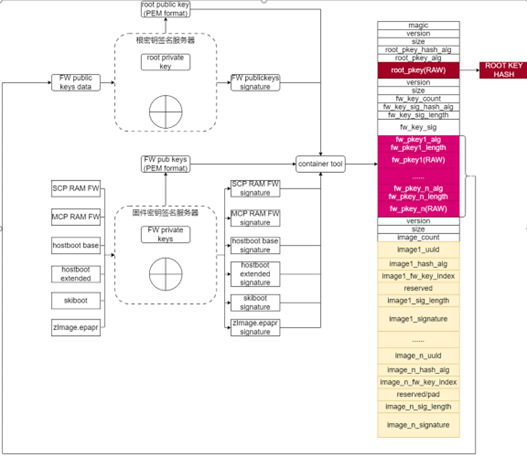 root public key
(PEM format)
根密钥签名服务器
root private
key
FW public
keys data
FW publickeys
signature
FW pub keys
(PEM format)
container tool
固件密钥签名服务器
FW private
keys
SCP RAM FW
MCP RAM FW
hostboot base
hostboot
extended
skiboot
zImage.epapr
SCP RAM FW
signature
MCP RAM FW
signature
hostboot base
signature
hostboot
extended
signature
skiboot
signature
zImage.epapr
signature
magic
version
size
root_pkey_hash_alg
root_pkey_alg
root_pkey(RAW)
ROOT KEY
HASH
version
size
fw_key_count
fw_key_sig_hash_alg
fw_key_sig_length
fw_key_sig
fw_pkey1_alg
fw_pkey1_length
fw_pkey1(RAW)
......
fw_pkey_n_alg
fw_pkey_n_length
fw_pkey_n(RAW)
version
size
image_count
image1_uuid
image1_hash_alg
image1_fw_key_index
reserved
image1_sig_length
image1_signature
......
image_n_uuid
image_n_hash_alg
image_n_fw_key_index
reserved/pad
image_n_sig_length
image_n_signature